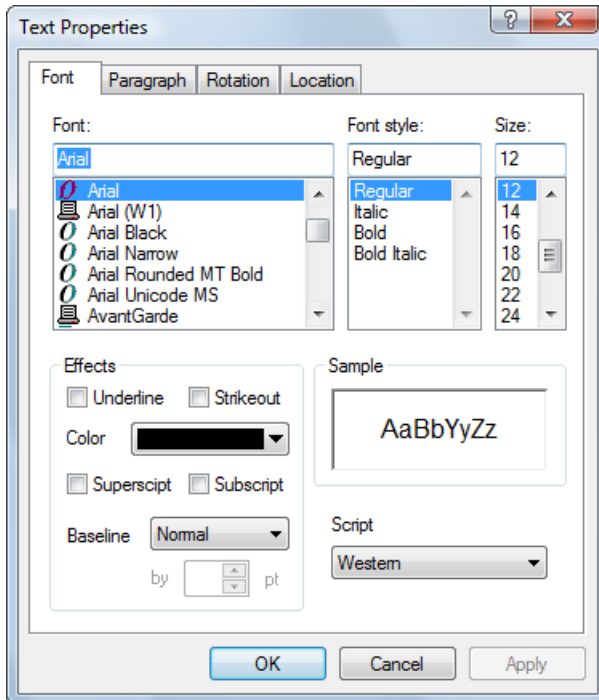 Text Properties
Font Paragraph Rotation Location
Font: Font style: Size:
Arial Regular 12
Arial Regular 12
Arial (W1) Italic 14
Arial Black Bold 16
Arial Narrow Bold Italic 18
Arial Rounded MT Bold 20
Arial Unicode MS 22
AvantGarde 24
Effects Sample
Underline Strikeout
AaBbYyZz
Color
Superscipt Subscript
Script
Baseline Normal
Western
by pt
OK Cancel Apply